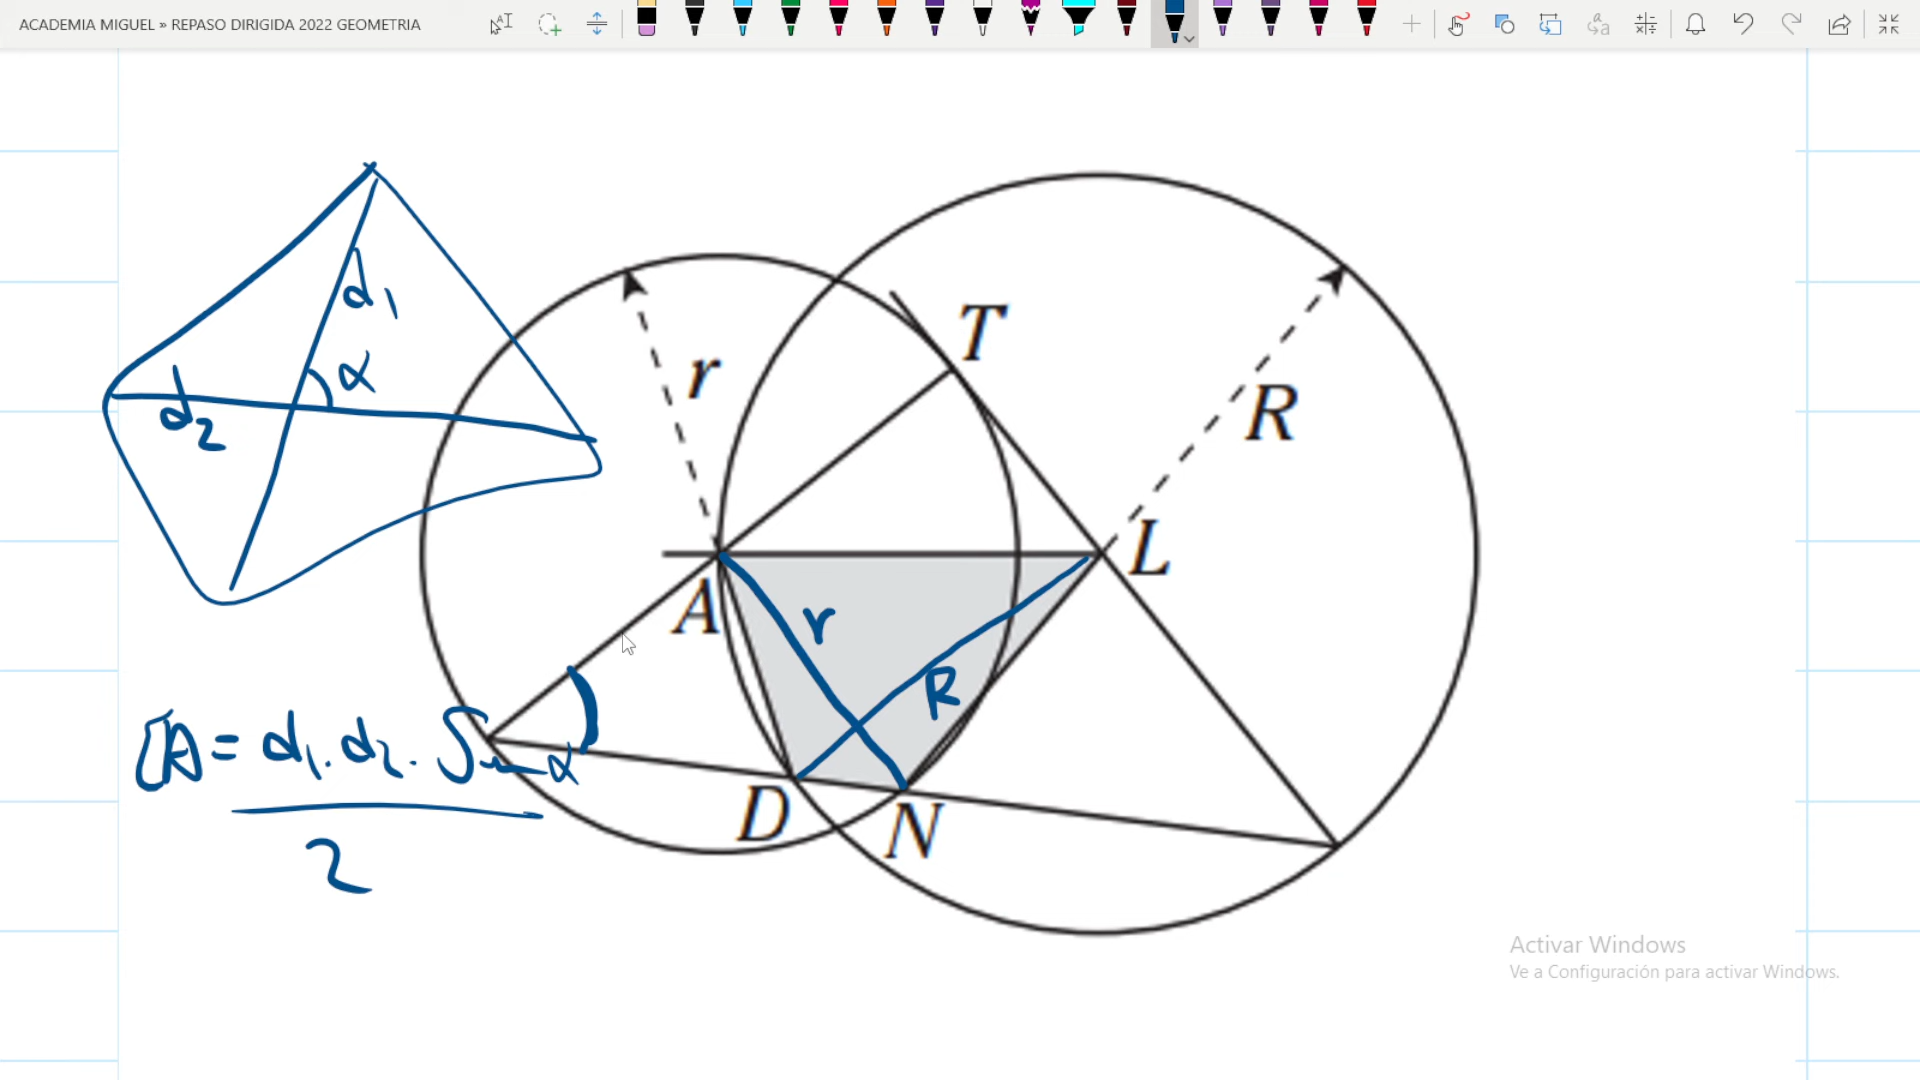 ACADEMIA MIGUEL » REPASO DIRIGIDA 2022 GEOMETRIA
d1
α
d2
T
r
R
L
A
r
R
A = d1 . d2 . Sen α
2
D
N
Activar Windows
Ve a Configuración para activar Windows.